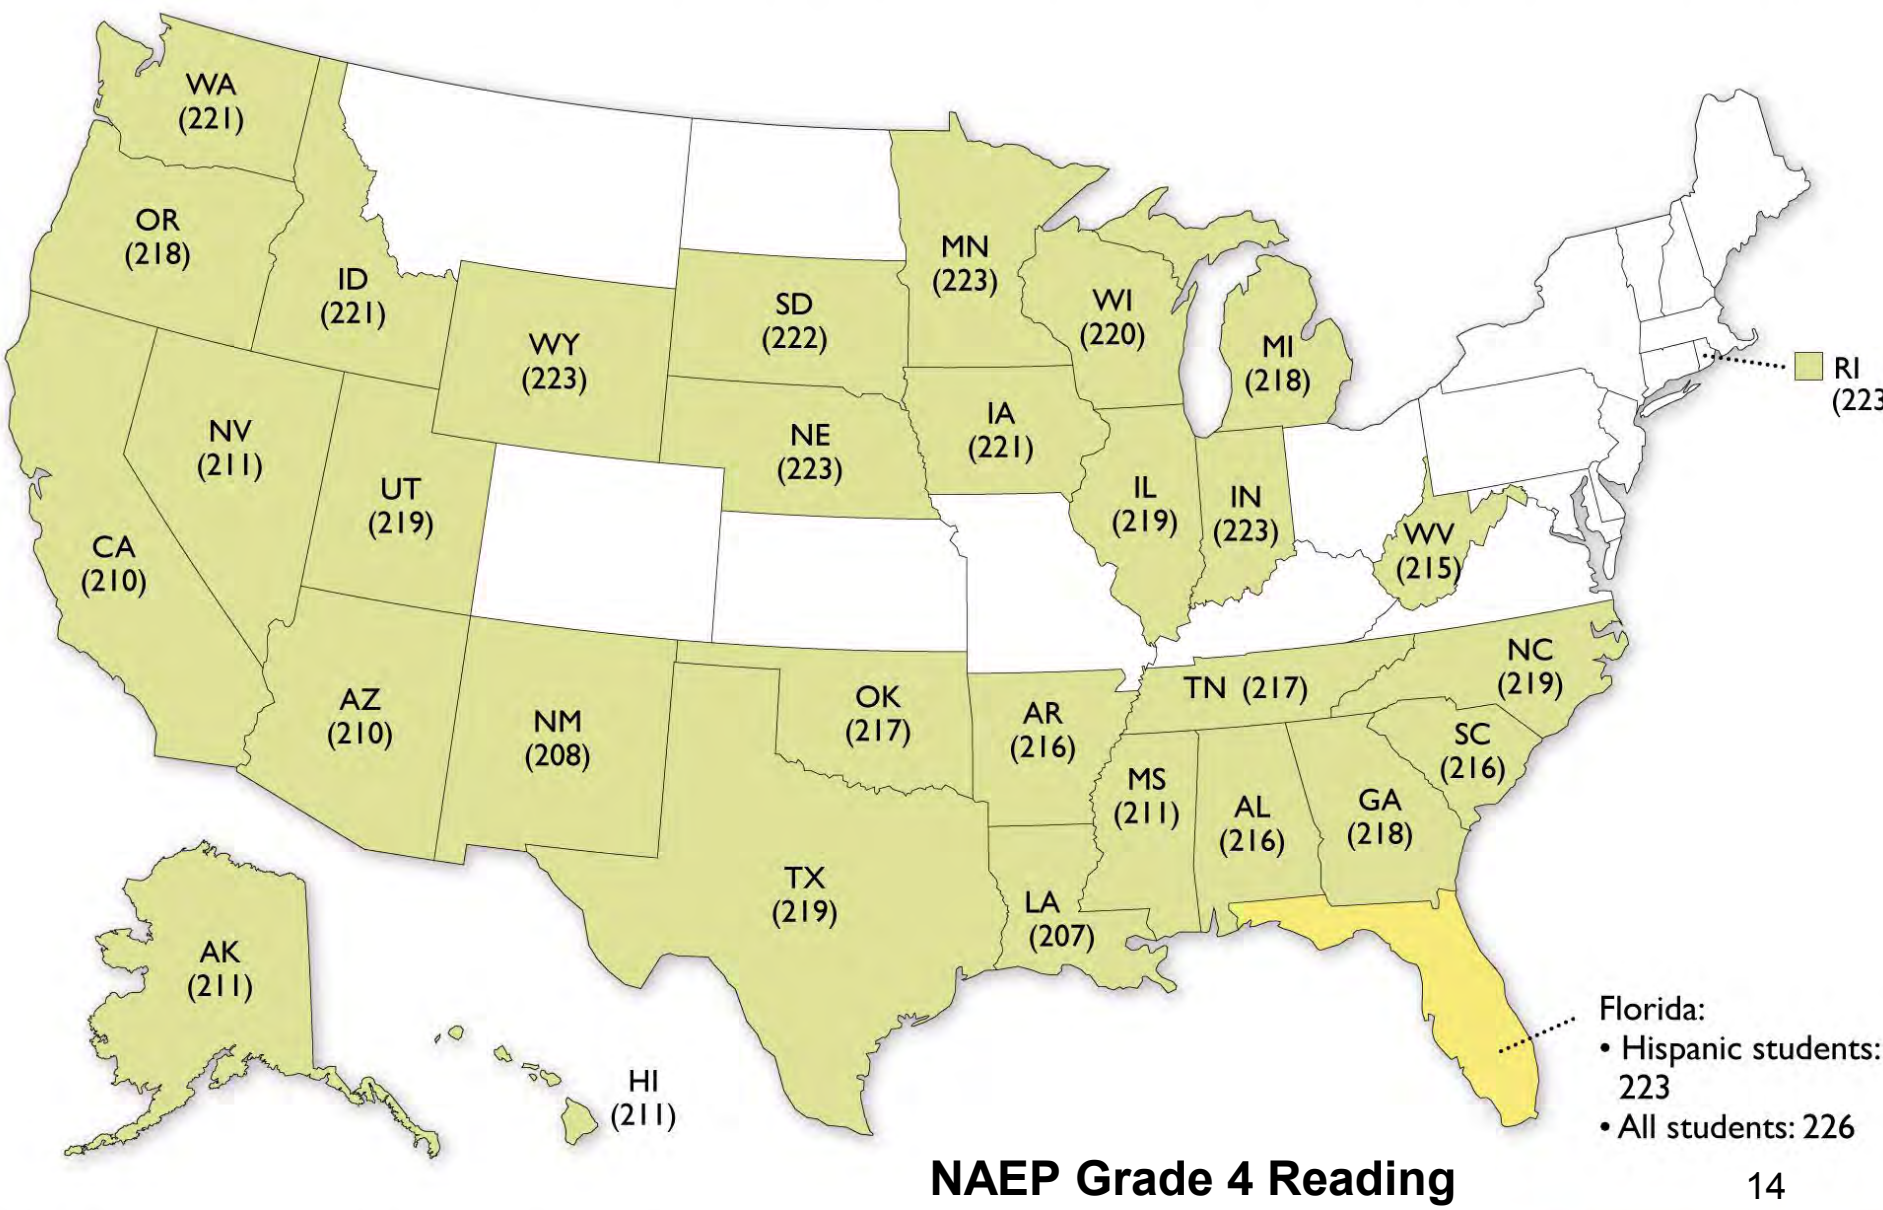 WA
(221)
OR
(218)
ID
(221)
MN
(223)
WI
(220)
MI
(218)
SD
(222)
WY
(223)
RI
(223
NV
(211)
UT
(219)
NE
(223)
IA
(221)
IL
(219)
IN
(223)
WV
(215)
CA
(210)
AZ
(210)
NM
(208)
OK
(217)
AR
(216)
TN (217)
NC
(219)
SC
(216)
MS
(211)
AL
(216)
GA
(218)
TX
(219)
LA
(207)
AK
(211)
HI
(211)
Florida:
• Hispanic students:
223
• All students: 226
NAEP Grade 4 Reading
14